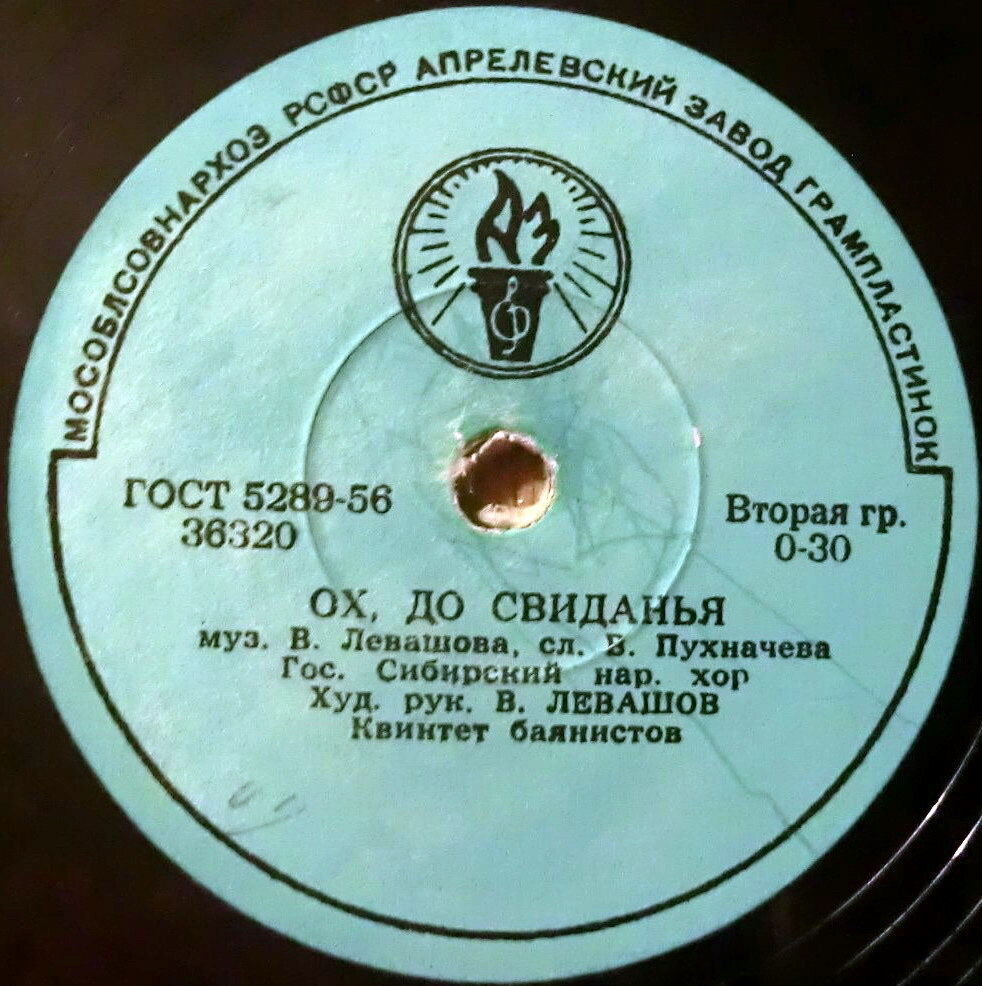 МОСОБЛСОВНАРХОЗ РСФСР АПРЕЛЕВСКИЙ ЗАВОД ГРАМПЛАСТИНОК
АЗ
ГОСТ 5289-56
36320
Вторая гр.
0-30
ОХ, ДО СВИДАНЬЯ
муз. В. Левашова, сл. В. Пухначева
Гос. Сибирский нар. хор
Худ. рук. В. ЛЕВАШОВ
Квинтет баянистов